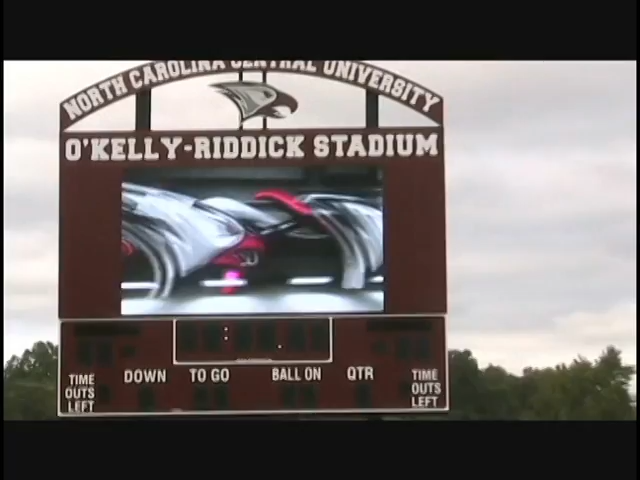 NORTH CAROLINA CENTRAL UNIVERSITY
O'KELLY-RIDDICK STADIUM
DOWN TO GO BALL ON QTR
TIME OUTS LEFT
TIME OUTS LEFT